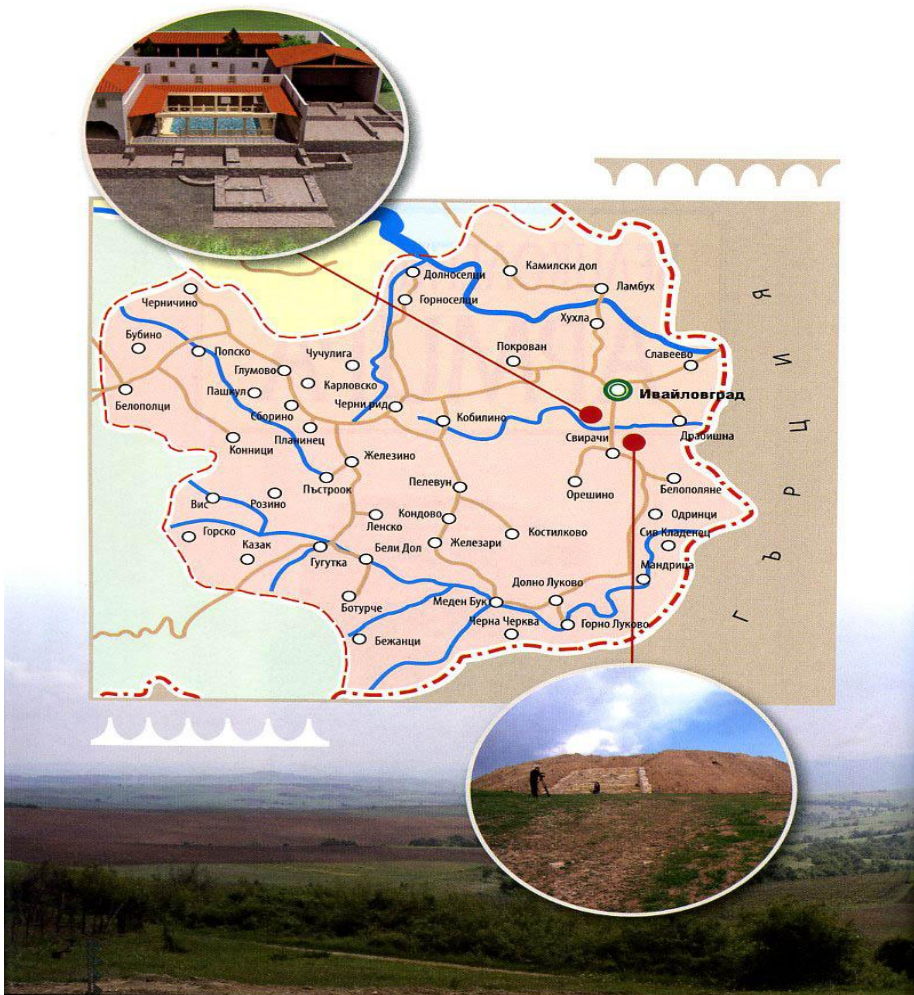 Камилски дол
Долноселци
Ламбух
Черничино
Горноселци
Хухла
Бубино
Попско
Чучулига
Покрован
Славеево
Глумово
Карловско
Пашкул
Ивайловград
Белополци
Сборино
Черни рид
Кобилино
Планинец
Свирачи
Драбишна
Конници
Железино
Пъстроок
Пелевун
Орешино
Белополяне
Вис
Розино
Ленско
Кондово
Одринци
Горско
Казак
Гугутка
Бели Дол
Железари
Костилково
Сив Кладенец
Мандрица
Ботурче
Меден Бук
Долно Луково
Бежанци
Черна Черква
Горно Луково
ГЪРЦИЯ